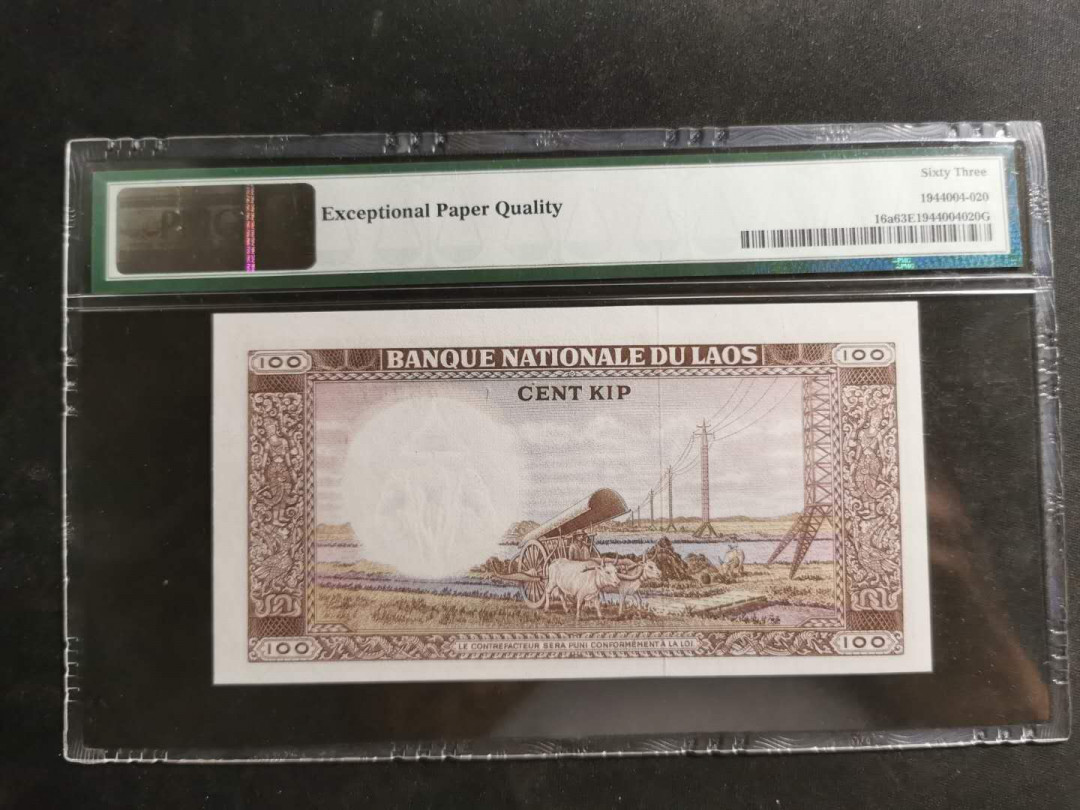 Sixty Three
Exceptional Paper Quality
1944004-020
16a63E1944004020G
100
BANQUE NATIONALE DU LAOS
100
CENT KIP
100
LE CONTREFACTEUR SERA PUNI CONFORMÉMENT A LA LOI
100